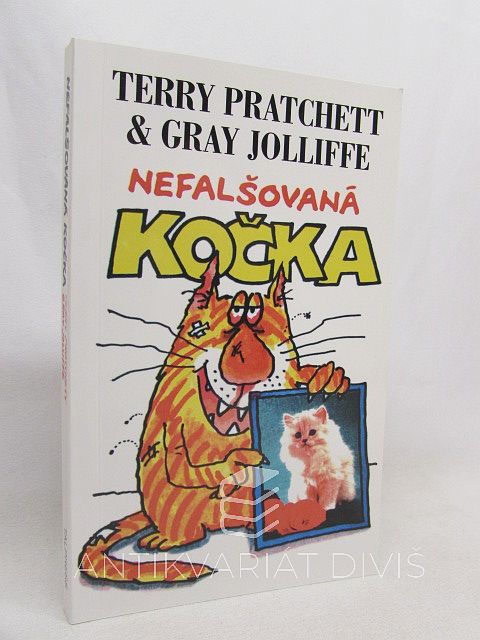 TERRY PRATCHETT
& GRAY JOLLIFFE
NEFALŠOVANÁ
KOČKA
NEFALŠOVANÁ KOČKA
ANTIKVARIÁT DIVIŠ